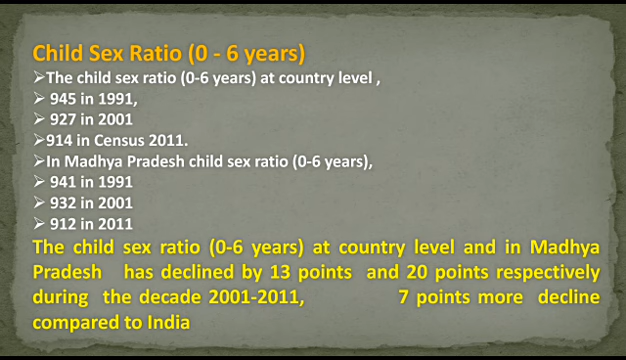 Child Sex Ratio (0 - 6 years)
➢The child sex ratio (0-6 years) at country level ,
➢ 945 in 1991,
➢ 927 in 2001
➢914 in Census 2011.
➢In Madhya Pradesh child sex ratio (0-6 years),
➢ 941 in 1991
➢ 932 in 2001
➢ 912 in 2011
The child sex ratio (0-6 years) at country level and in Madhya
Pradesh has declined by 13 points and 20 points respectively
during the decade 2001-2011, 7 points more decline
compared to India